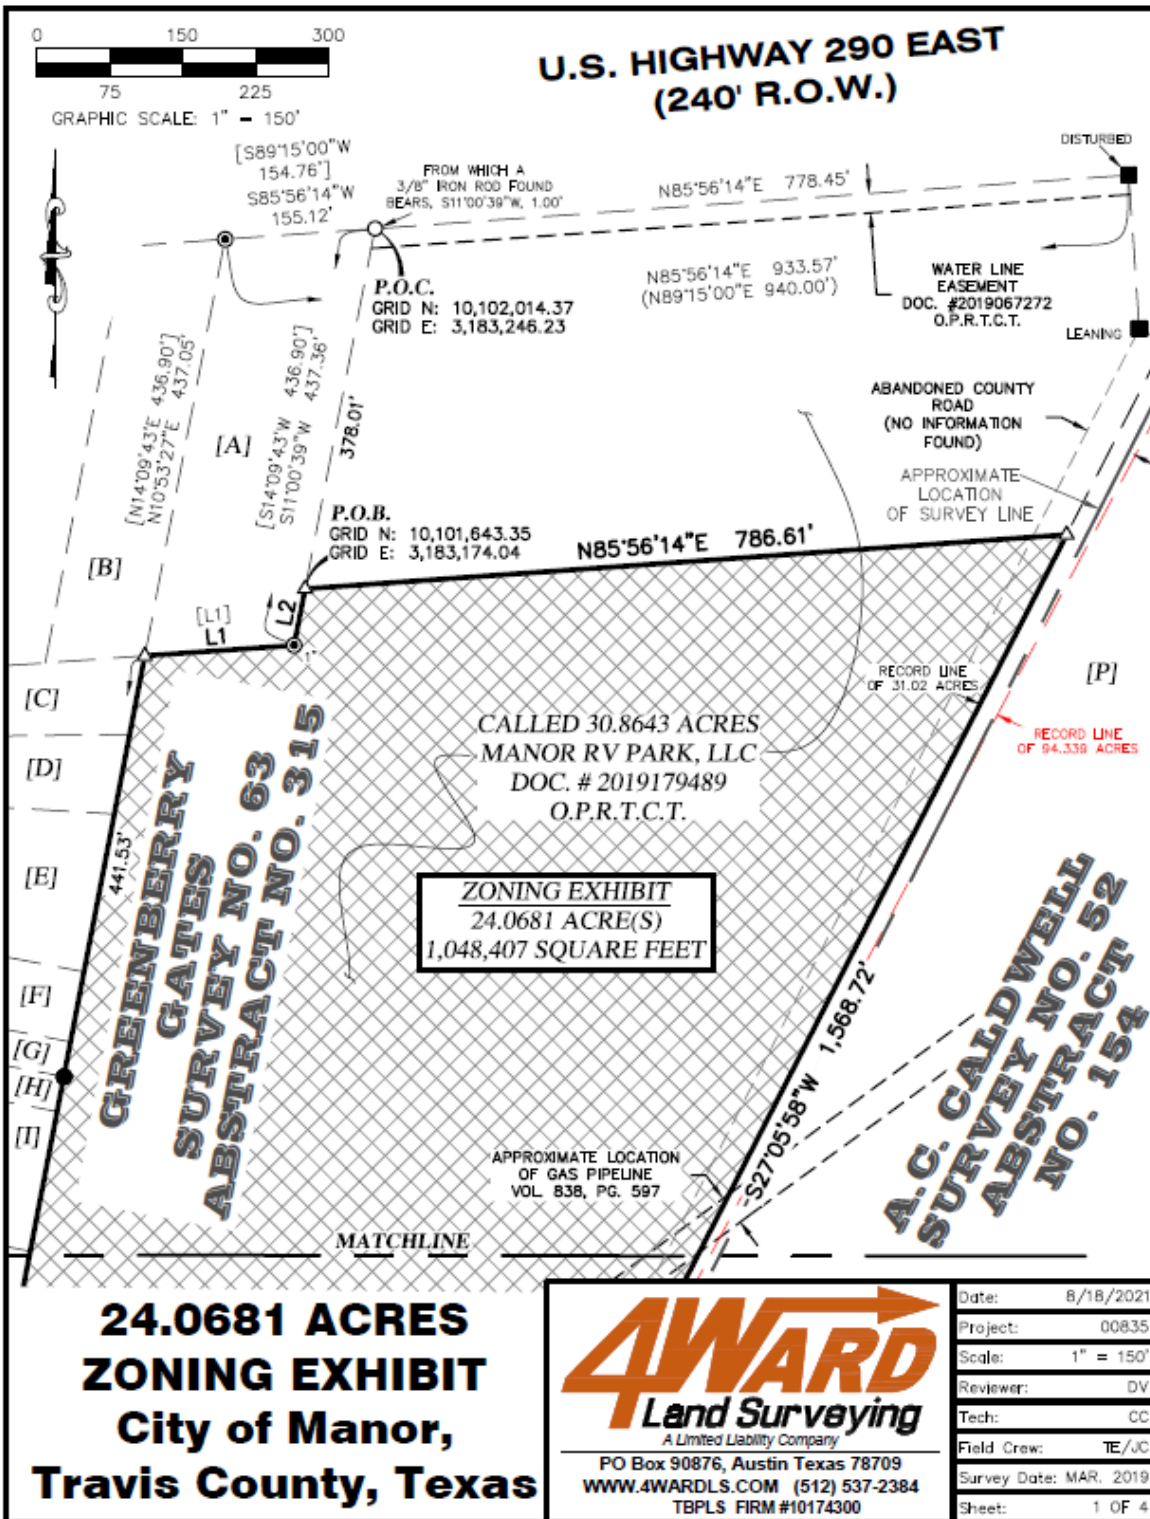 0 150 300
75 225
GRAPHIC SCALE: 1" = 150'
U.S. HIGHWAY 290 EAST
(240' R.O.W.)
[S89°15'00"W
154.76']
S85°56'14"W
155.12'
FROM WHICH A
3/8" IRON ROD FOUND
BEARS, S11°00'39"W, 1.00'
N85°56'14"E 778.45'
DISTURBED
N85°56'14"E 933.57'
(N89°15'00"E 940.00')
WATER LINE
EASEMENT
DOC. #2019067272
O.P.R.T.C.T.
LEANING
P.O.C.
GRID N: 10,102,014.37
GRID E: 3,183,246.23
[N14°09'43"E 436.90']
N10°53'27"E 437.05'
[A]
[S14°09'43"W 436.90']
S11°00'39"W 437.36'
378.01'
ABANDONED COUNTY
ROAD
(NO INFORMATION
FOUND)
APPROXIMATE
LOCATION
OF SURVEY LINE
P.O.B.
GRID N: 10,101,643.35
GRID E: 3,183,174.04
N85°56'14"E 786.61'
[B]
[L1]
L1
L2
1"
[C]
[D]
[E]
[F]
[G]
[H]
[I]
441.53'
GREENBERRY
GATES
SURVEY NO. 63
ABSTRACT NO. 315
CALLED 30.8643 ACRES
MANOR RV PARK, LLC
DOC. # 2019179489
O.P.R.T.C.T.
RECORD LINE
OF 31.02 ACRES
[P]
RECORD LINE
OF 94.339 ACRES
ZONING EXHIBIT
24.0681 ACRE(S)
1,048,407 SQUARE FEET
S27°05'58"W 1,568.72'
A.C. CALDWELL
SURVEY NO. 52
ABSTRACT
NO. 154
APPROXIMATE LOCATION
OF GAS PIPELINE
VOL. 838, PG. 597
MATCHLINE
24.0681 ACRES
ZONING EXHIBIT
City of Manor,
Travis County, Texas
4WARD
Land Surveying
A Limited Liability Company
PO Box 90876, Austin Texas 78709
WWW.4WARDLS.COM (512) 537-2384
TBPLS FIRM #10174300
Date: 8/18/2021
Project: 00835
Scale: 1" = 150'
Reviewer: DV
Tech: CC
Field Crew: TE/JC
Survey Date: MAR. 2019
Sheet: 1 OF 4